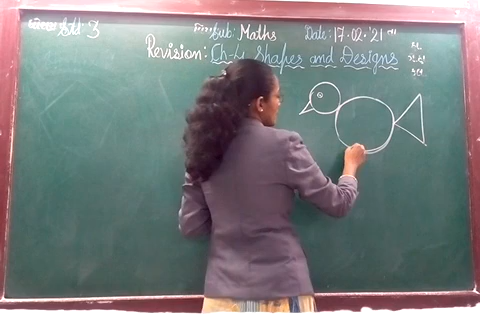 Std 3 Sub: Maths Date: 17.02.'21
Revision: Ch-4 Shapes and Designs